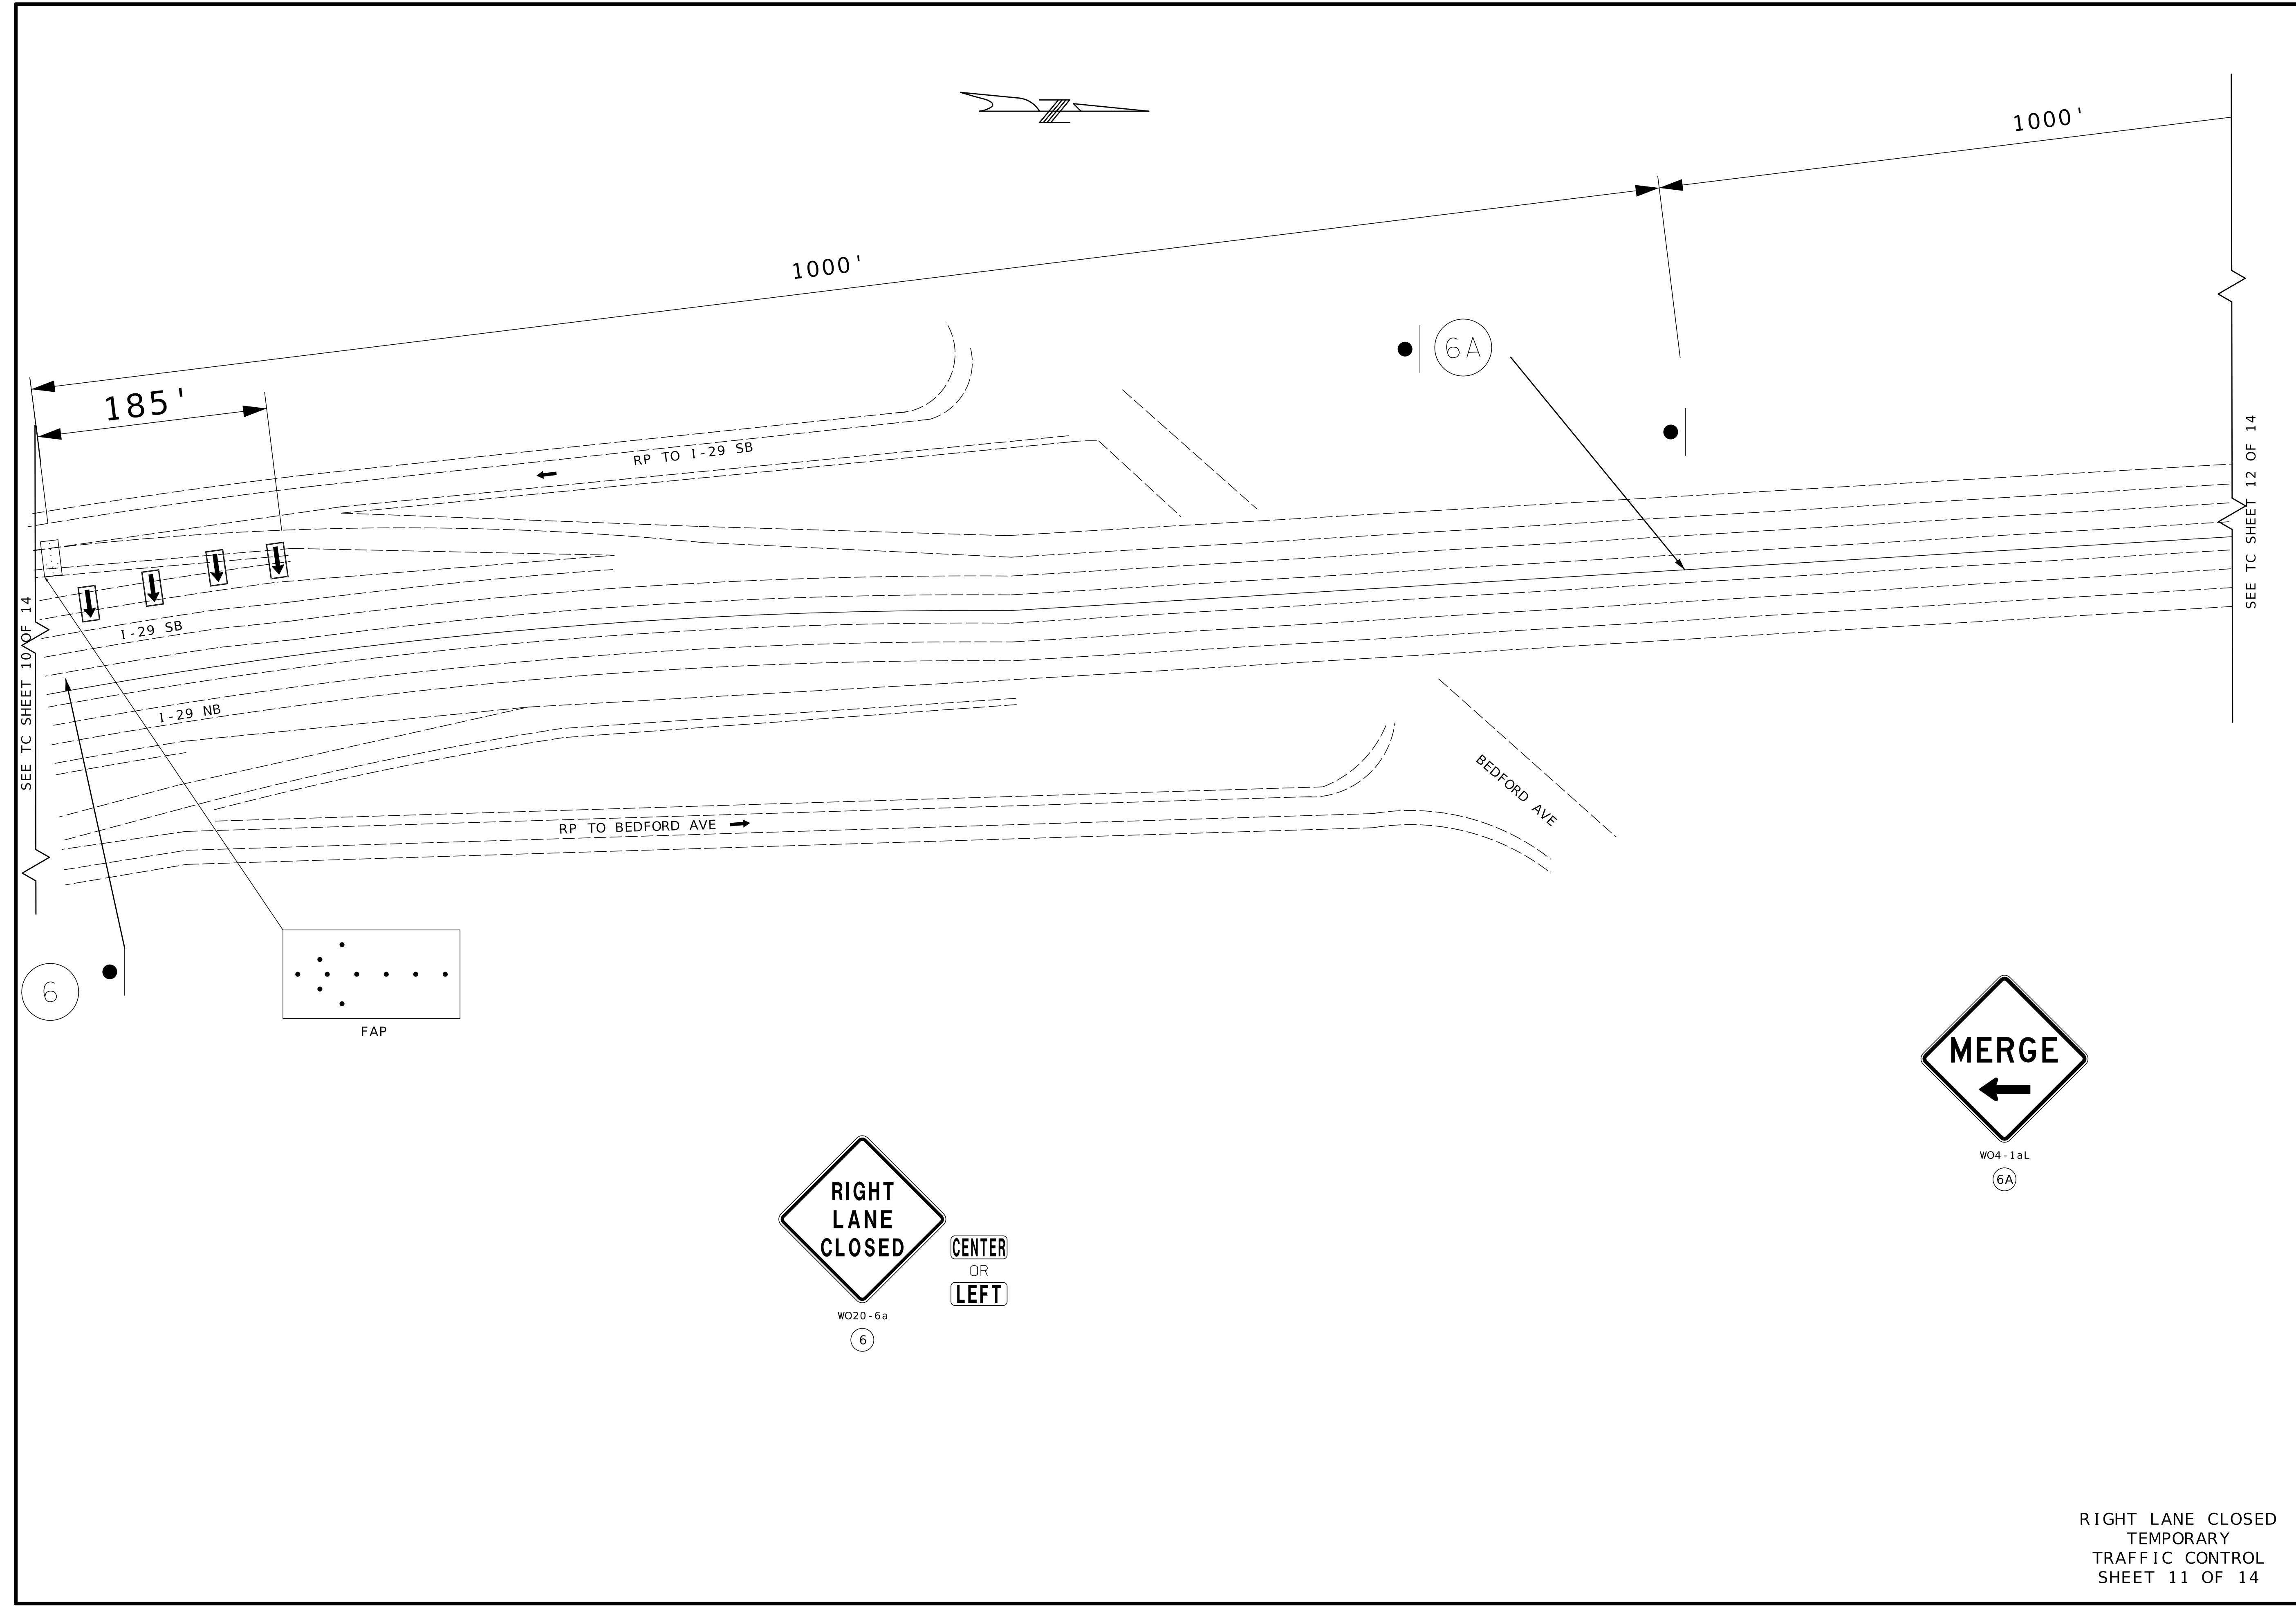 1000'
1000'
185'
6A
RP TO I-29 SB
SEE TC SHEET 10 OF 14
SEE TC SHEET 12 OF 14
I-29 SB
I-29 NB
BEDFORD AVE
RP TO BEDFORD AVE
6
FAP
MERGE
WO4-1aL
6A
RIGHT
LANE
CLOSED
CENTER
OR
LEFT
WO20-6a
6
RIGHT LANE CLOSED
TEMPORARY
TRAFFIC CONTROL
SHEET 11 OF 14